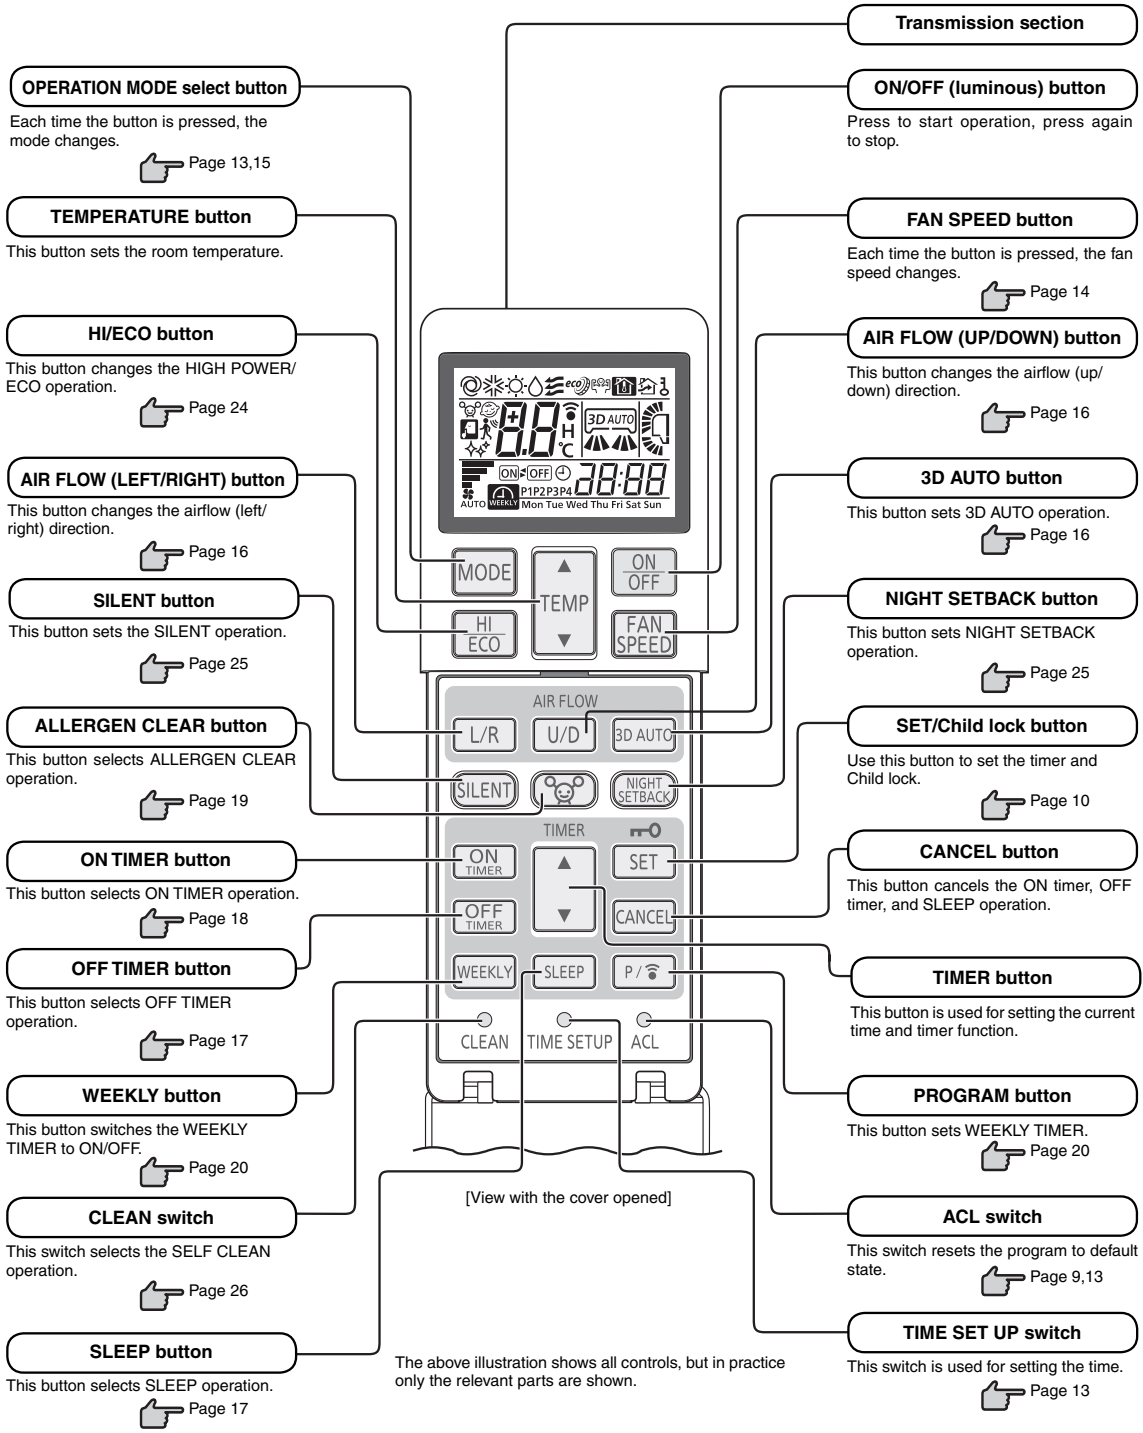 Transmission section
OPERATION MODE select button
Each time the button is pressed, the
mode changes.
Page 13,15
TEMPERATURE button
This button sets the room temperature.
HI/ECO button
This button changes the HIGH POWER/
ECO operation.
Page 24
AIR FLOW (LEFT/RIGHT) button
This button changes the airflow (left/
right) direction.
Page 16
SILENT button
This button sets the SILENT operation.
Page 25
ALLERGEN CLEAR button
This button selects ALLERGEN CLEAR
operation.
Page 19
ON TIMER button
This button selects ON TIMER operation.
Page 18
OFF TIMER button
This button selects OFF TIMER
operation.
Page 17
WEEKLY button
This button switches the WEEKLY
TIMER to ON/OFF.
Page 20
CLEAN switch
This switch selects the SELF CLEAN
operation.
Page 26
SLEEP button
This button selects SLEEP operation.
Page 17
eco
3D AUTO
H
°C
ON OFF
88:88
P1P2P3P4
AUTO WEEKLY Mon Tue Wed Thu Fri Sat Sun
MODE
TEMP
ON
OFF
HI
ECO
FAN
SPEED
AIR FLOW
L/R U/D 3D AUTO
SILENT
NIGHT
SETBACK
TIMER
ON
TIMER
SET
OFF
TIMER
CANCEL
WEEKLY SLEEP P/
CLEAN TIME SETUP ACL
[View with the cover opened]
The above illustration shows all controls, but in practice
only the relevant parts are shown.
ON/OFF (luminous) button
Press to start operation, press again
to stop.
FAN SPEED button
Each time the button is pressed, the fan
speed changes.
Page 14
AIR FLOW (UP/DOWN) button
This button changes the airflow (up/
down) direction.
Page 16
3D AUTO button
This button sets 3D AUTO operation.
Page 16
NIGHT SETBACK button
This button sets NIGHT SETBACK
operation.
Page 25
SET/Child lock button
Use this button to set the timer and
Child lock.
Page 10
CANCEL button
This button cancels the ON timer, OFF
timer, and SLEEP operation.
TIMER button
This button is used for setting the current
time and timer function.
PROGRAM button
This button sets WEEKLY TIMER.
Page 20
ACL switch
This switch resets the program to default
state.
Page 9,13
TIME SET UP switch
This switch is used for setting the time.
Page 13